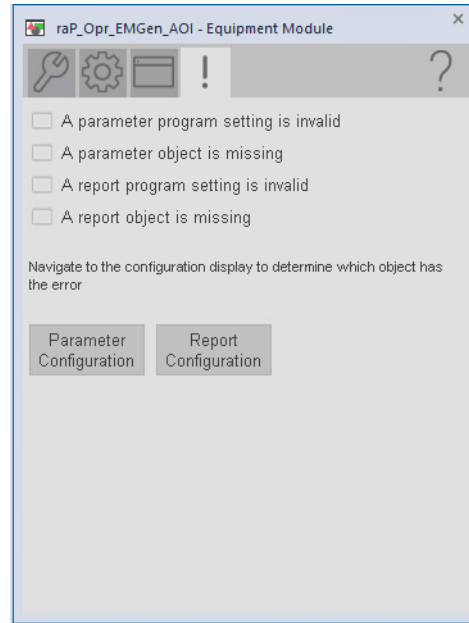 raP_Opr_EMGen_AOI - Equipment Module
×
! ?
A parameter program setting is invalid
A parameter object is missing
A report program setting is invalid
A report object is missing
Navigate to the configuration display to determine which object has
the error
Parameter
Configuration
Report
Configuration